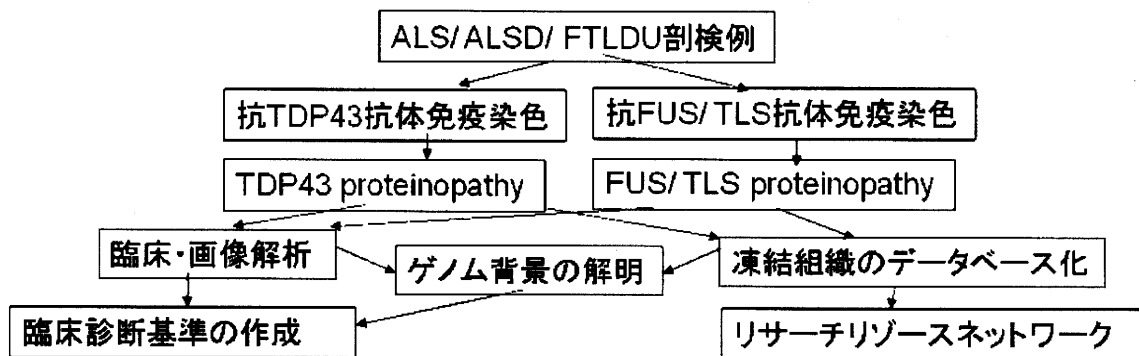 ALS/ALSD/ FTLDU剖検例
抗TDP43抗体免疫染色
抗FUS/TLS抗体免疫染色
TDP43 proteinopathy
FUS/TLS proteinopathy
臨床・画像解析
ゲノム背景の解明
凍結組織のデータベース化
臨床診断基準の作成
リサーチリゾースネットワーク